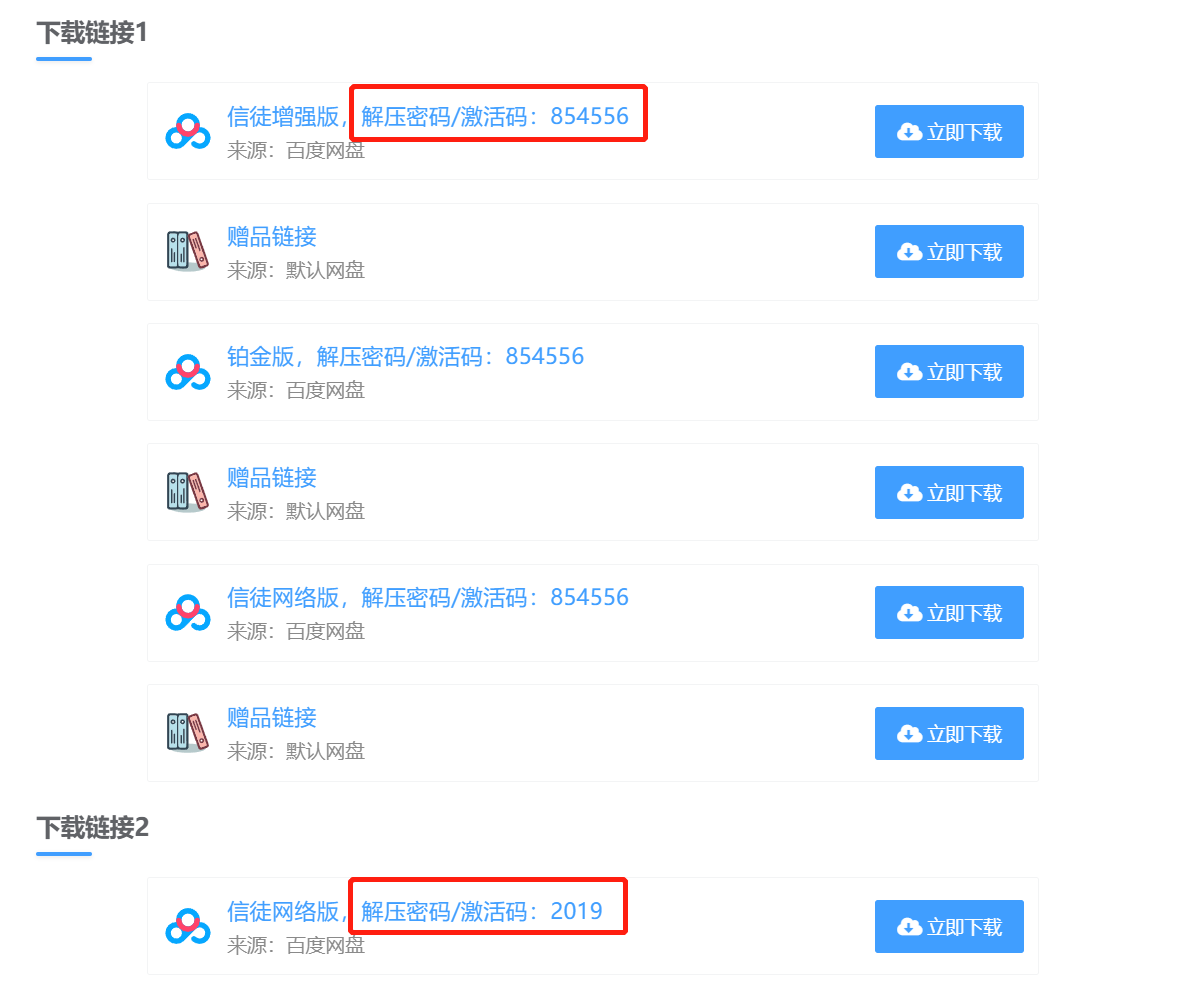 下载链接1
信徒增强版，解压密码/激活码：854556
来源：百度网盘
立即下载
赠品链接
来源：默认网盘
立即下载
铂金版，解压密码/激活码：854556
来源：百度网盘
立即下载
赠品链接
来源：默认网盘
立即下载
信徒网络版，解压密码/激活码：854556
来源：百度网盘
立即下载
赠品链接
来源：默认网盘
立即下载
下载链接2
信徒网络版，解压密码/激活码：2019
来源：百度网盘
立即下载